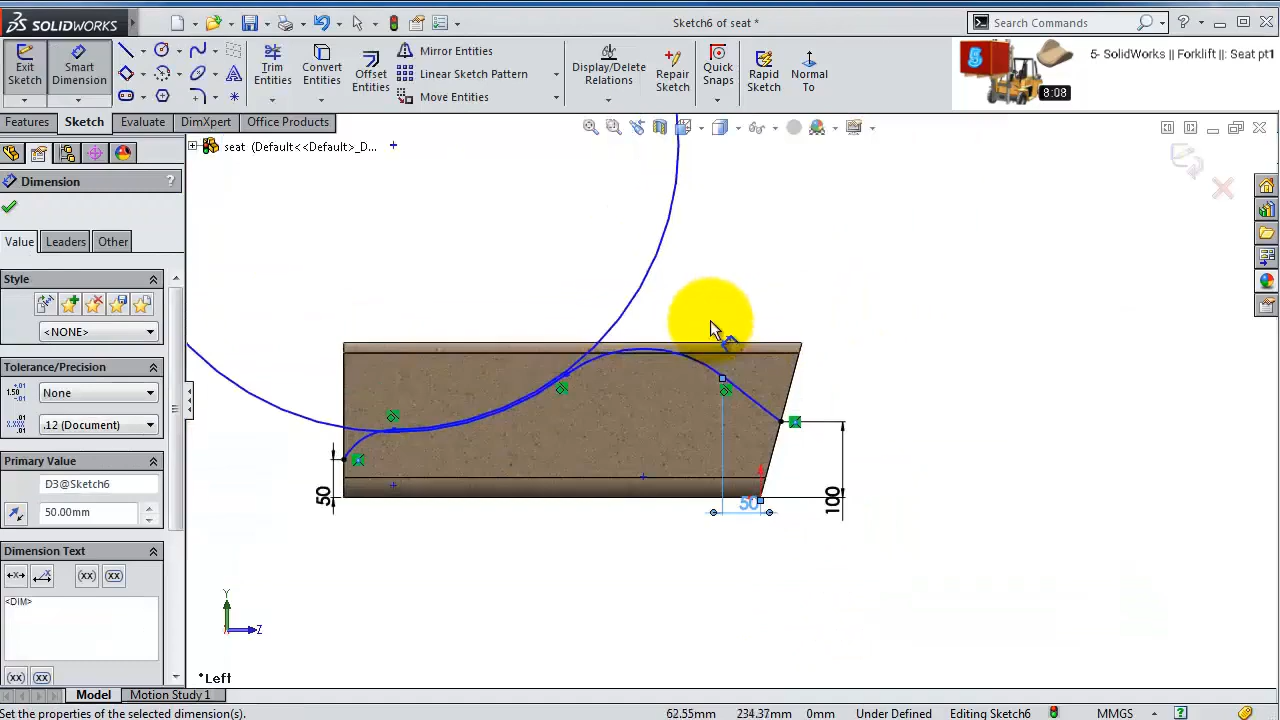 SOLIDWORKS
Sketch6 of seat *
Search Commands
?
Exit Sketch
Smart Dimension
Trim Entities
Convert Entities
Offset Entities
Mirror Entities
Linear Sketch Pattern
Move Entities
Display/Delete Relations
Repair Sketch
Quick Snaps
Rapid Sketch
Normal To
5
8:08
5- SolidWorks || Forklift ||: Seat pt1
Features
Sketch
Evaluate
DimXpert
Office Products
seat (Default<<Default>_D...
Dimension
?
Value
Leaders
Other
Style
<NONE>
Tolerance/Precision
None
.12 (Document)
Primary Value
D3@Sketch6
50.00mm
Dimension Text
<DIM>
50
50
100
Y
Z
*Left
Model
Motion Study 1
Set the properties of the selected dimension(s).
62.55mm
234.37mm
0mm
Under Defined
Editing Sketch6
MMGS